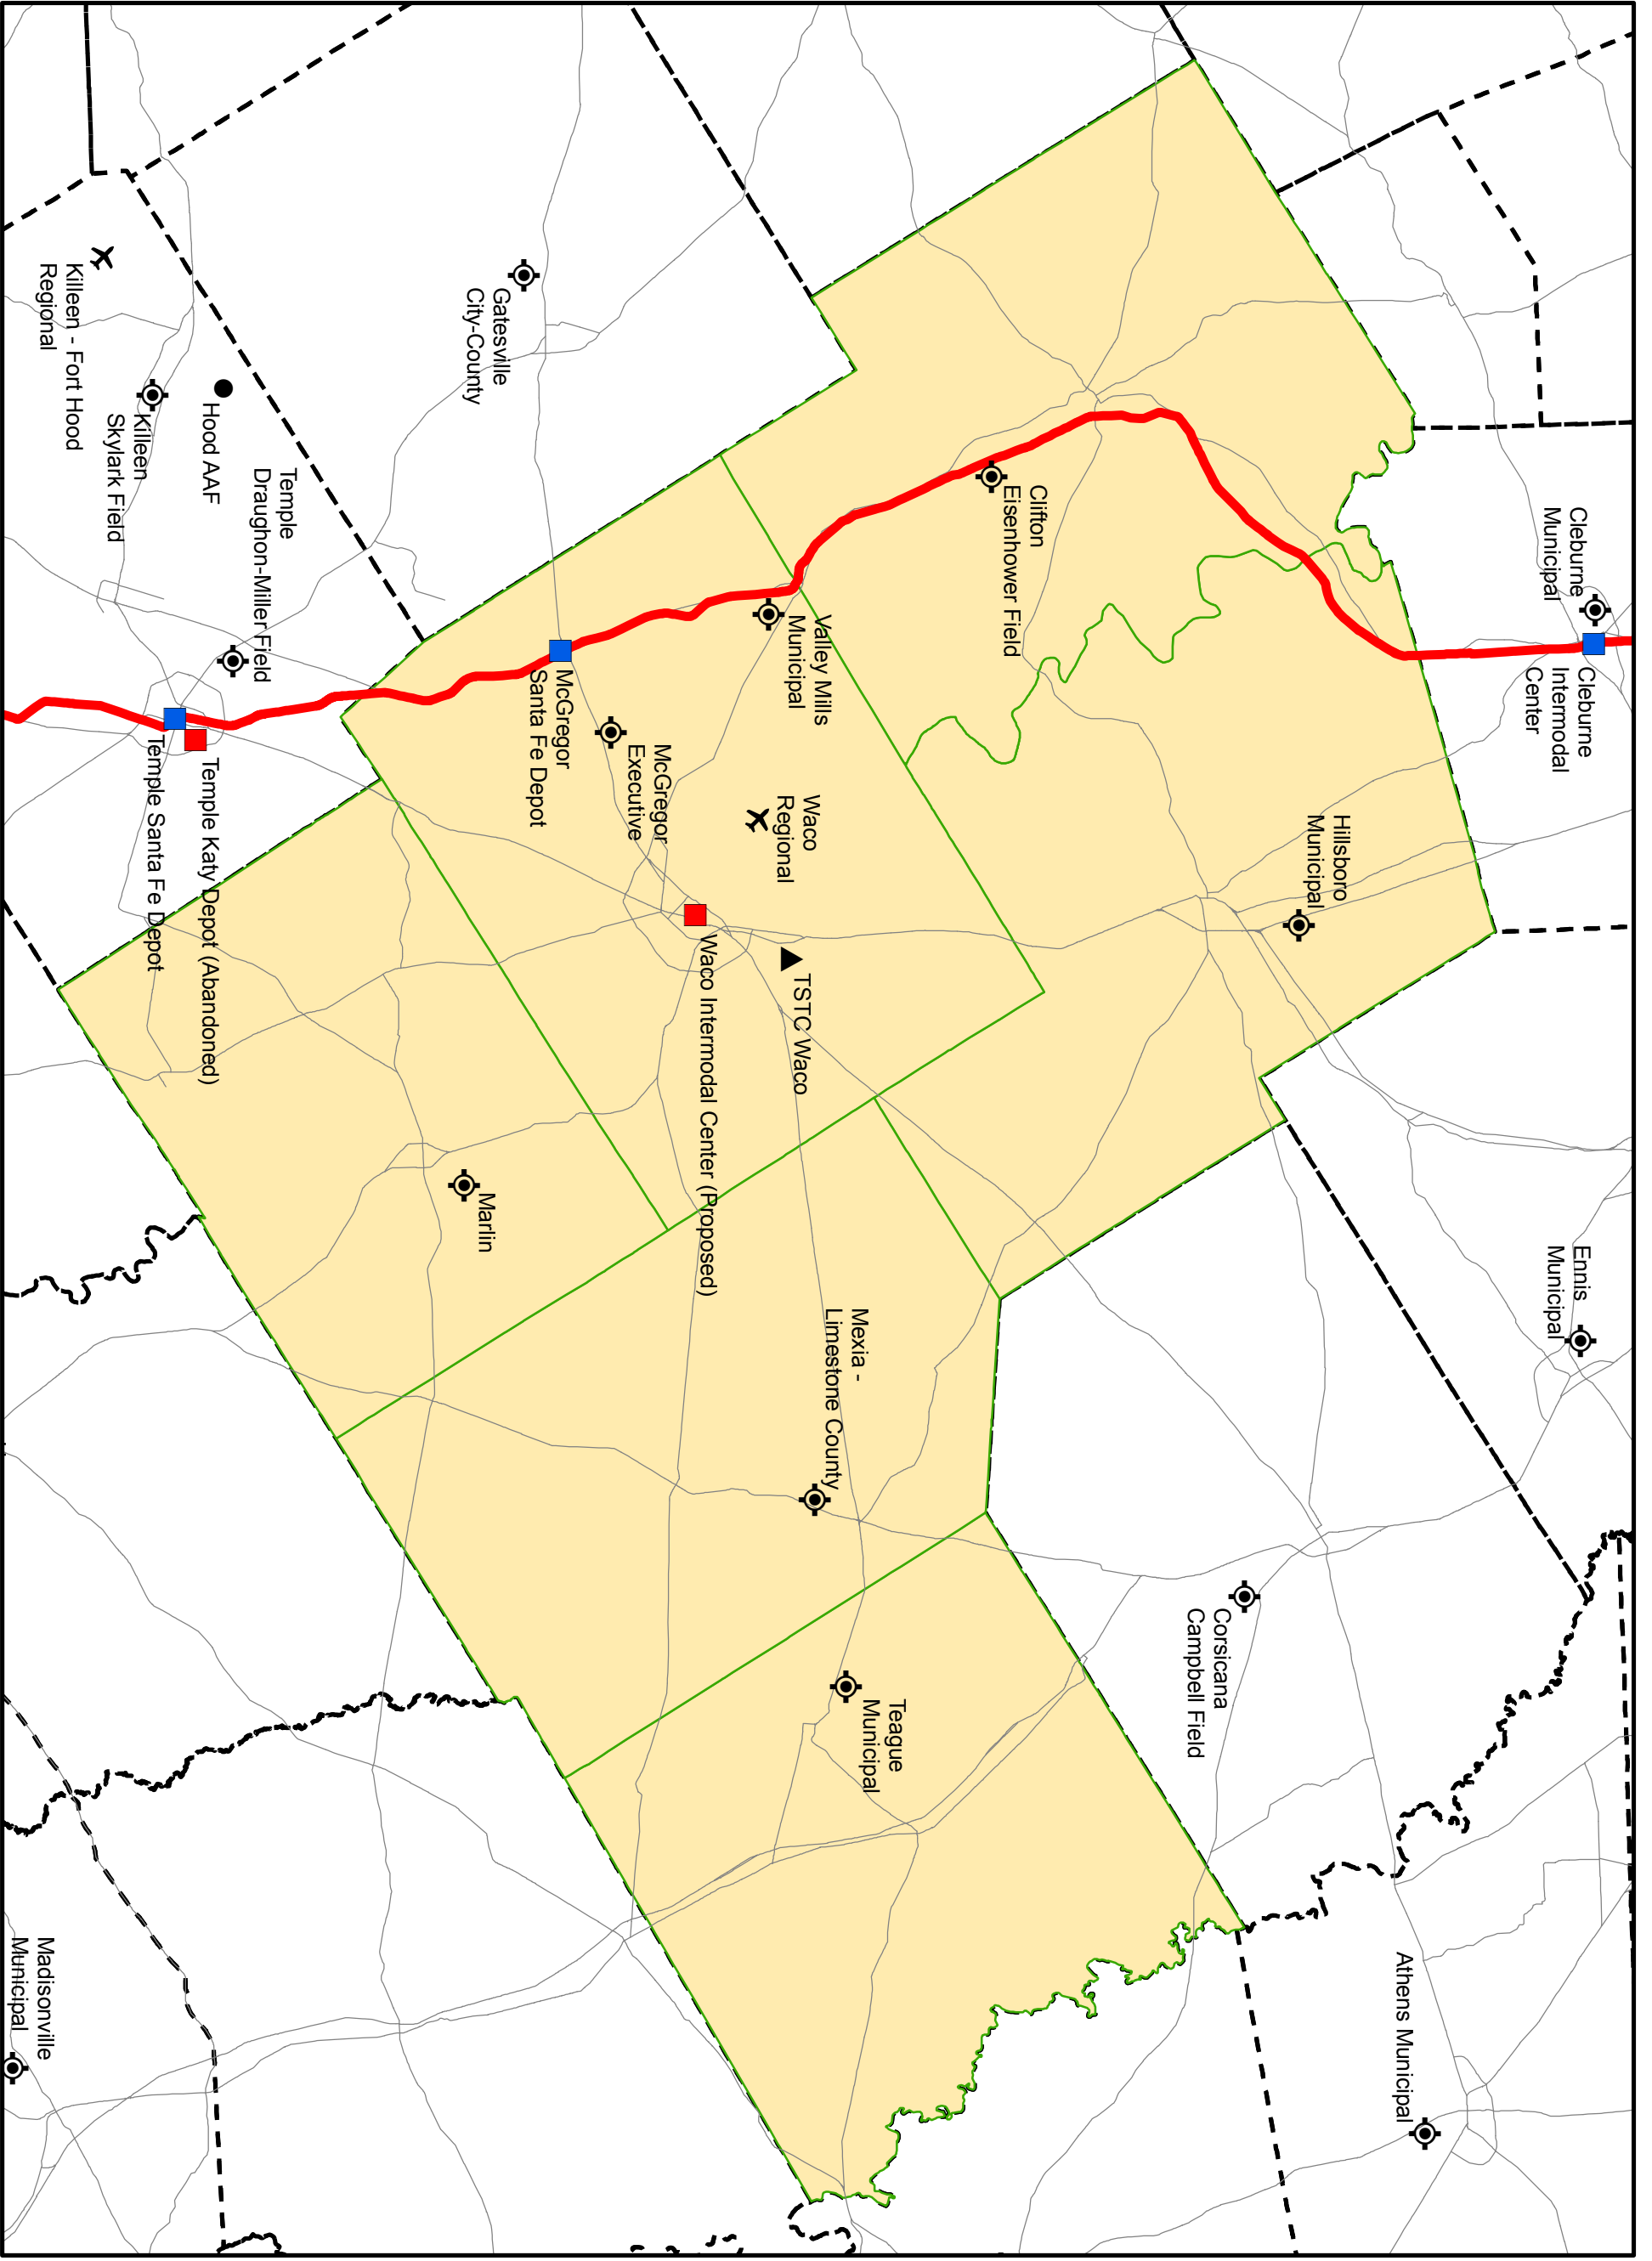 Cleburne
Municipal
Cleburne
Intermodal
Center
Ennis
Municipal
Athens Municipal
Hillsboro
Municipal
Corsicana
Campbell Field
Clifton
Eisenhower Field
Valley Mills
Municipal
Waco
Regional
TSTC Waco
Mexia -
Limestone County
Teague
Municipal
Waco Intermodal Center (Proposed)
McGregor
Executive
McGregor
Santa Fe Depot
Gatesville
City-County
Marlin
Temple
Draughon-Miller Field
Hood AAF
Temple Katy Depot (Abandoned)
Temple Santa Fe Depot
Killeen
Skylark Field
Killeen - Fort Hood
Regional
Madisonville
Municipal